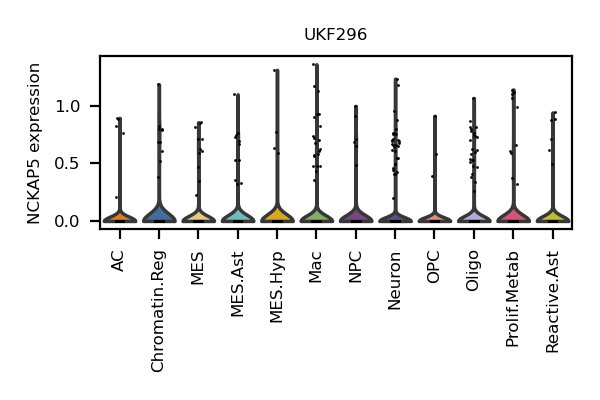 UKF296
NCKAP5 expression
1.0
0.5
0.0
AC
Chromatin.Reg
MES
MES.Ast
MES.Hyp
Mac
NPC
Neuron
OPC
Oligo
Prolif.Metab
Reactive.Ast